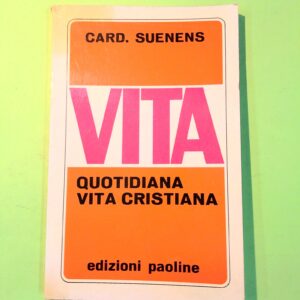 CARD. SUENENS
VITA
QUOTIDIANA
VITA CRISTIANA
edizioni paoline